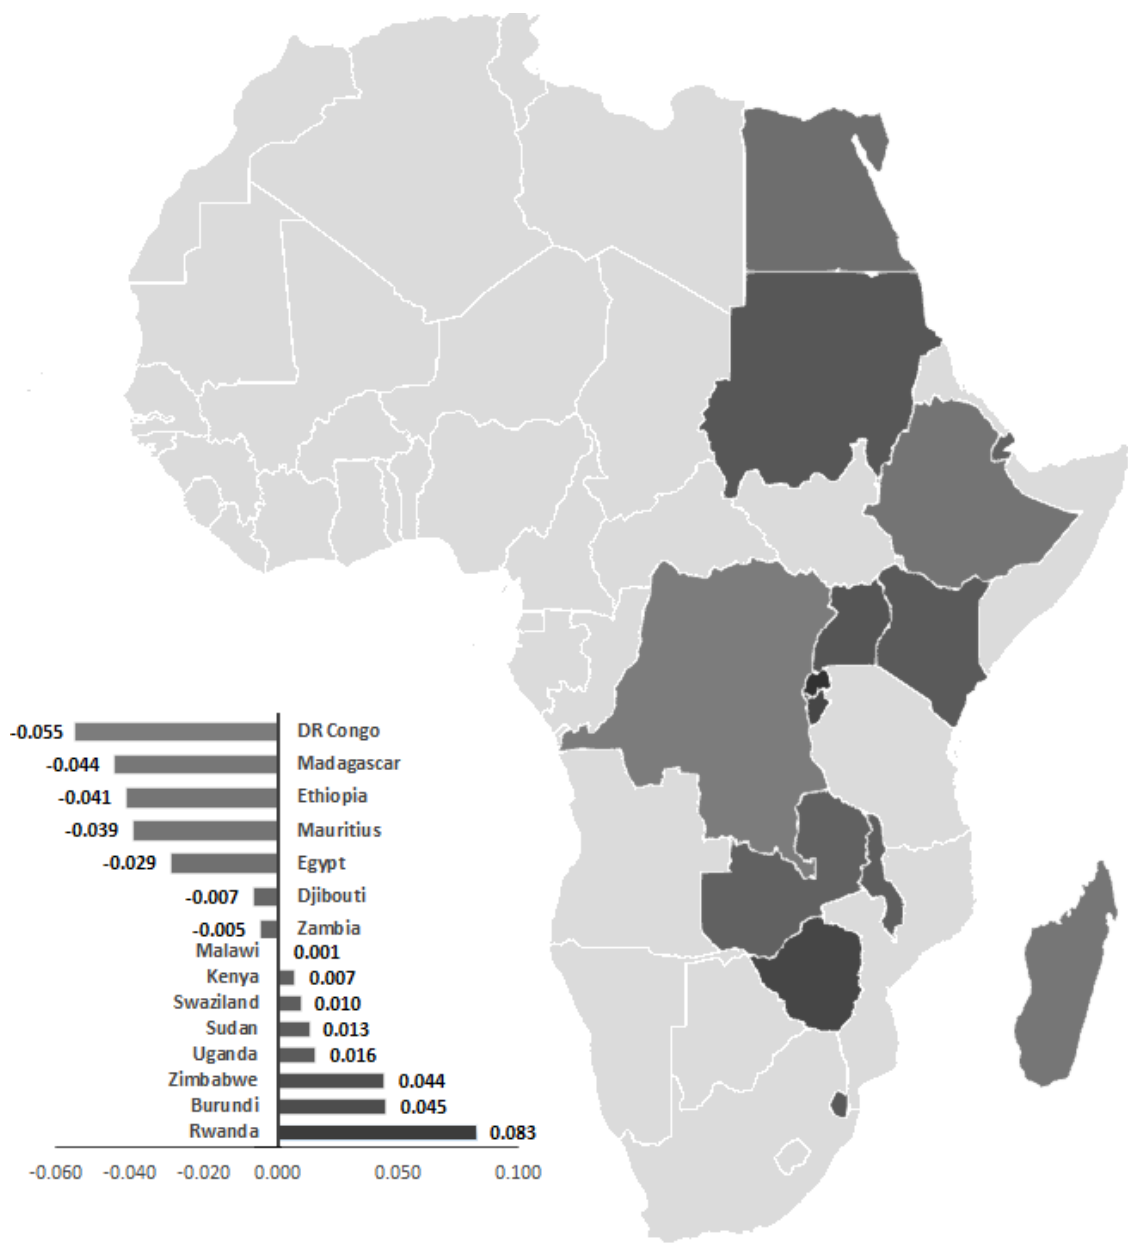 -0.055 DR Congo
-0.044 Madagascar
-0.041 Ethiopia
-0.039 Mauritius
-0.029 Egypt
-0.007 Djibouti
-0.005 Zambia
Malawi 0.001
Kenya 0.007
Swaziland 0.010
Sudan 0.013
Uganda 0.016
Zimbabwe 0.044
Burundi 0.045
Rwanda 0.083
-0.060 -0.040 -0.020 0.000 0.050 0.100